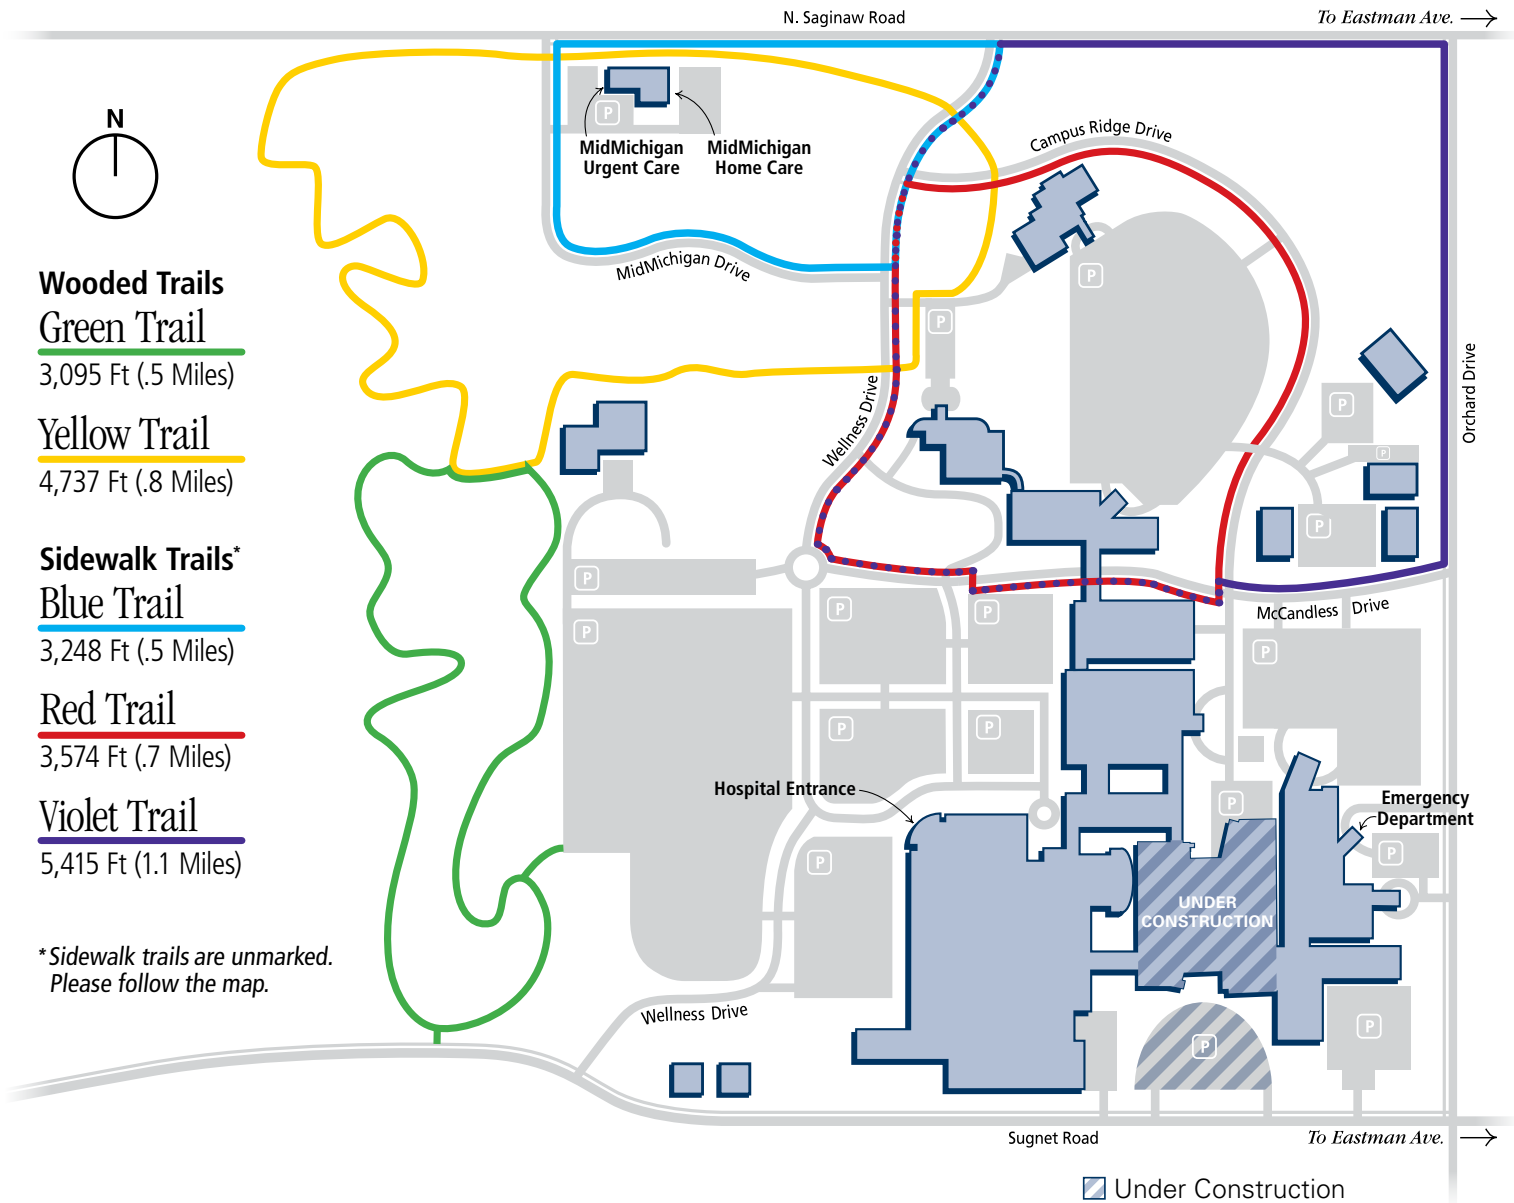 N. Saginaw Road
To Eastman Ave.
N
MidMichigan
Urgent Care
MidMichigan
Home Care
P
Campus Ridge Drive
MidMichigan Drive
P
P
Wooded Trails
Green Trail
3,095 Ft (.5 Miles)
Yellow Trail
4,737 Ft (.8 Miles)
Wellness Drive
Orchard Drive
P
P
P
Sidewalk Trails*
Blue Trail
3,248 Ft (.5 Miles)
Red Trail
3,574 Ft (.7 Miles)
Violet Trail
5,415 Ft (1.1 Miles)
*Sidewalk trails are unmarked.
Please follow the map.
P
P
P
P
McCandless Drive
P
P
P
Hospital Entrance
P
Emergency
Department
P
P
UNDER
CONSTRUCTION
Wellness Drive
P
P
Sugnet Road
To Eastman Ave.
Under Construction